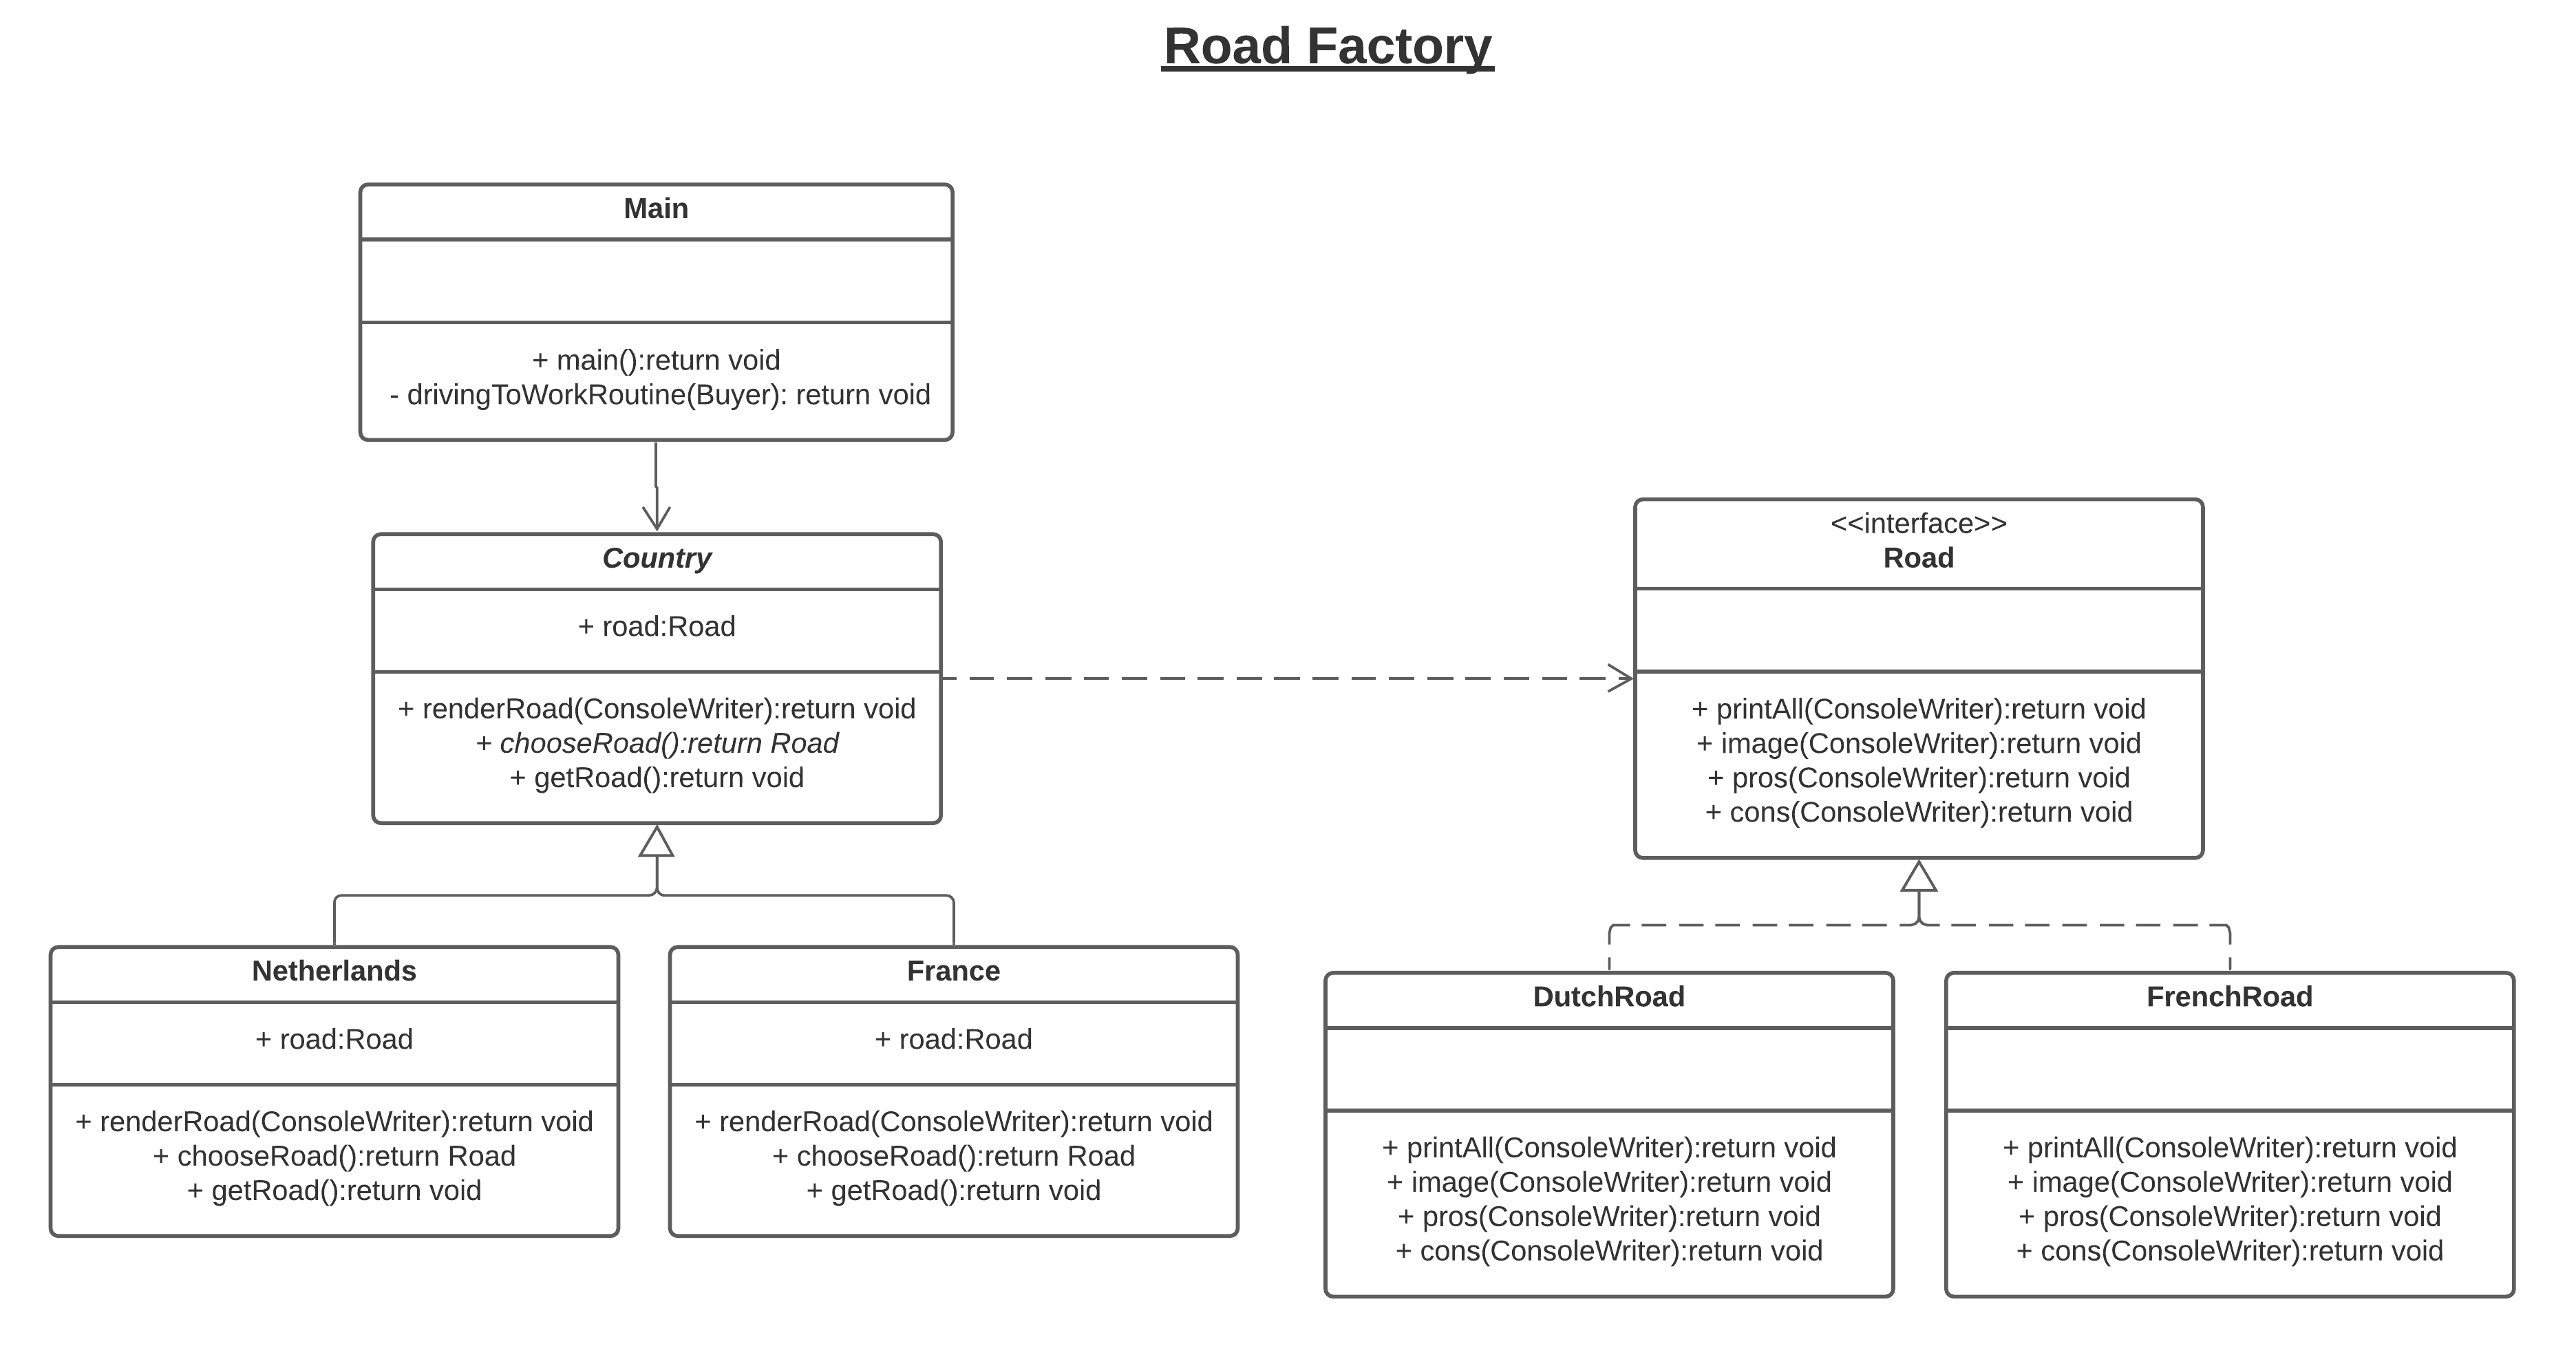 Road Factory
Main
+ main():return void
- drivingToWorkRoutine(Buyer): return void
Country
+ road:Road
+ renderRoad(ConsoleWriter):return void
+ chooseRoad():return Road
+ getRoad():return void
<<interface>>
Road
+ printAll(ConsoleWriter):return void
+ image(ConsoleWriter):return void
+ pros(ConsoleWriter):return void
+ cons(ConsoleWriter):return void
Netherlands
+ road:Road
+ renderRoad(ConsoleWriter):return void
+ chooseRoad():return Road
+ getRoad():return void
France
+ road:Road
+ renderRoad(ConsoleWriter):return void
+ chooseRoad():return Road
+ getRoad():return void
DutchRoad
+ printAll(ConsoleWriter):return void
+ image(ConsoleWriter):return void
+ pros(ConsoleWriter):return void
+ cons(ConsoleWriter):return void
FrenchRoad
+ printAll(ConsoleWriter):return void
+ image(ConsoleWriter):return void
+ pros(ConsoleWriter):return void
+ cons(ConsoleWriter):return void